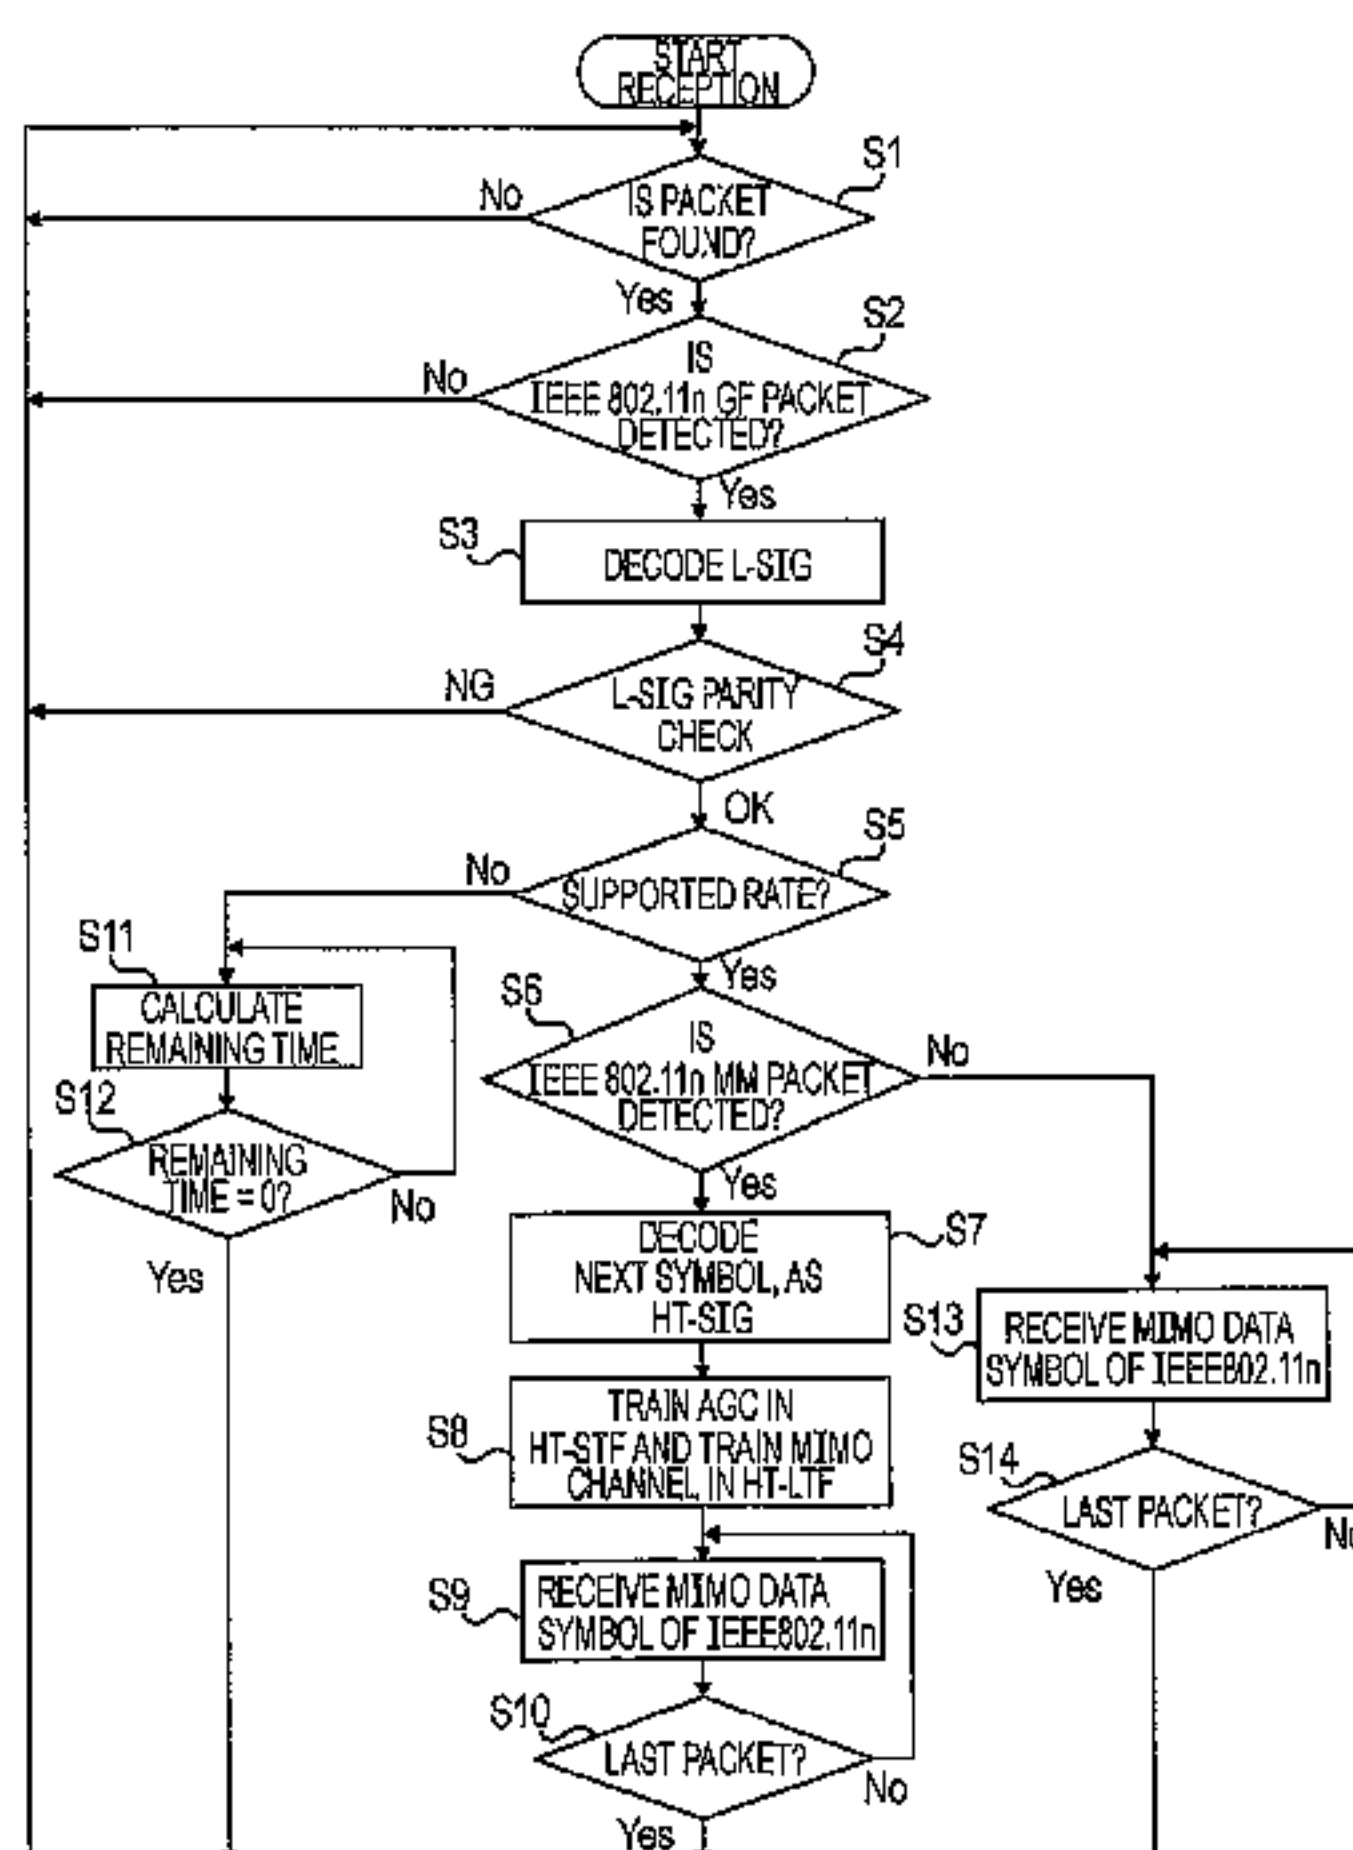 START
RECEPTION
S1
IS PACKET
FOUND?
No
Yes
S2
IS
IEEE 802.11n GF PACKET
DETECTED?
No
Yes
S3
DECODE L-SIG
S4
L-SIG PARITY
CHECK
NG
OK
S5
SUPPORTED RATE?
No
Yes
S11
CALCULATE
REMAINING TIME
S12
REMAINING
TIME = 0?
No
Yes
S6
IS
IEEE 802.11n MM PACKET
DETECTED?
No
Yes
S7
DECODE
NEXT SYMBOL, AS
HT-SIG
S8
TRAIN AGC IN
HT-STF AND TRAIN MIMO
CHANNEL IN HT-LTF
S9
RECEIVE MIMO DATA
SYMBOL OF IEEE802.11n
S10
LAST PACKET?
No
Yes
S13
RECEIVE MIMO DATA
SYMBOL OF IEEE802.11n
S14
LAST PACKET?
No
Yes